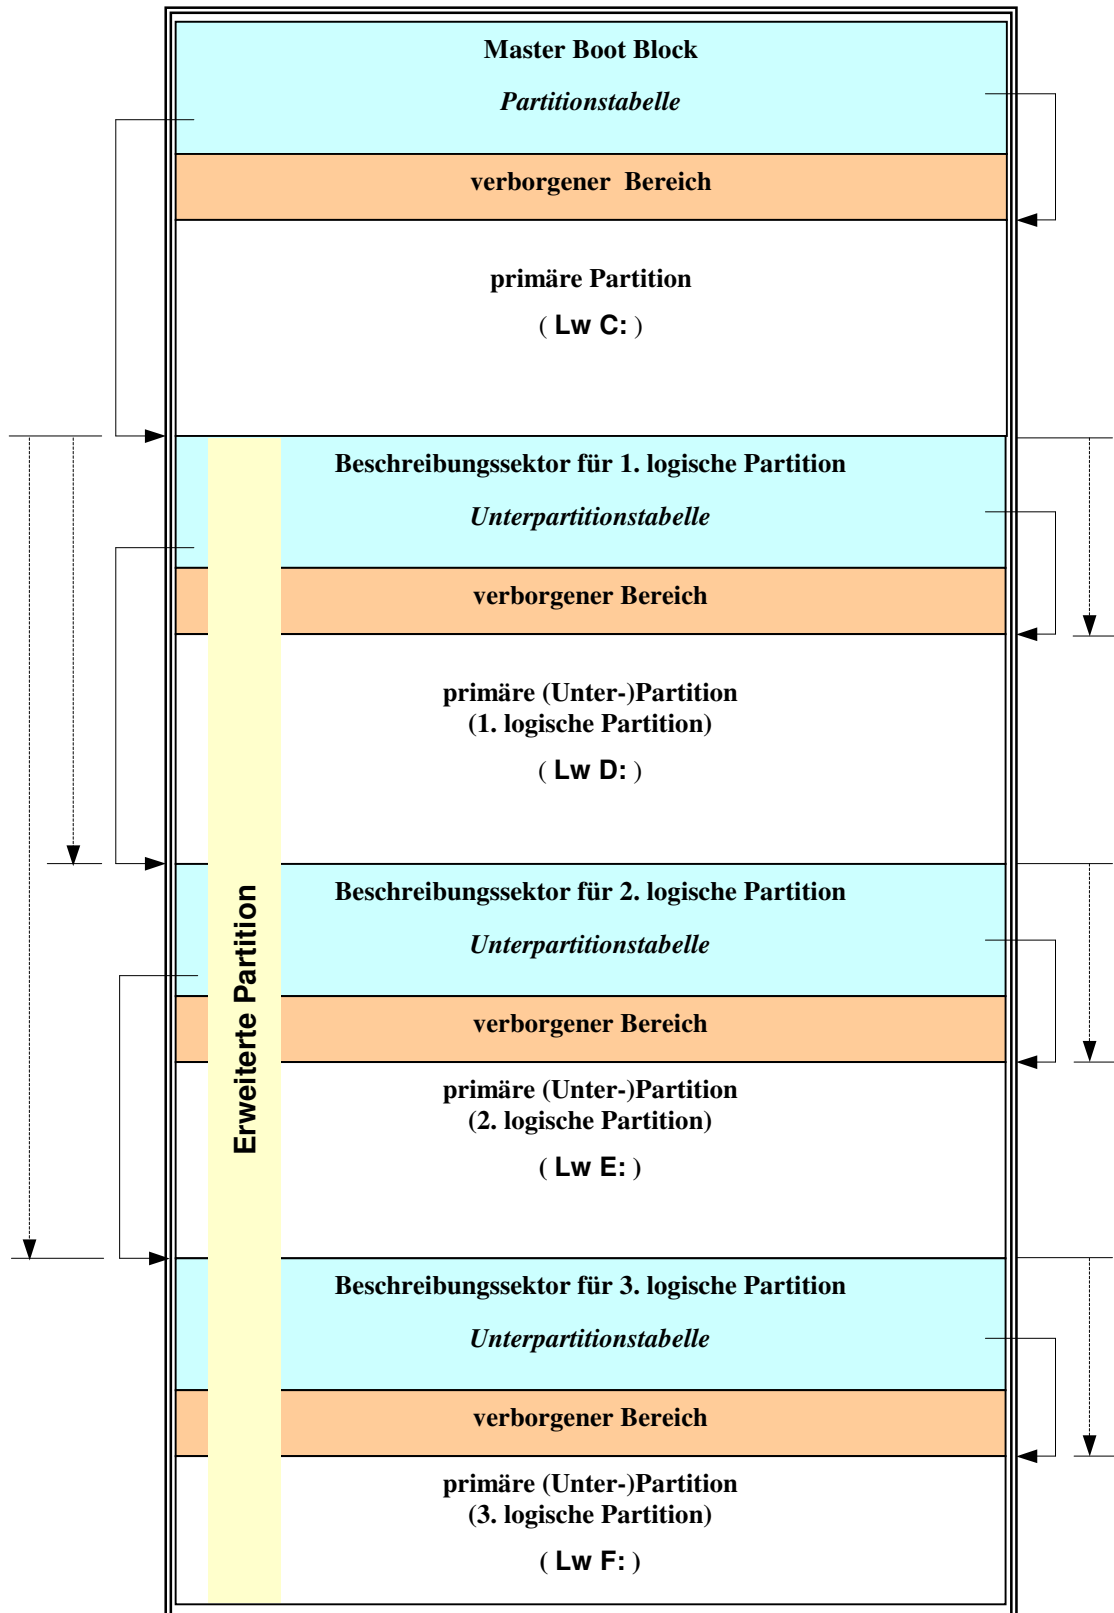 Master Boot Block
Partitionstabelle
verborgener Bereich
primäre Partition
( Lw C: )
Beschreibungssektor für 1. logische Partition
Unterpartitionstabelle
verborgener Bereich
primäre (Unter-)Partition
(1. logische Partition)
( Lw D: )
Erweiterte Partition
Beschreibungssektor für 2. logische Partition
Unterpartitionstabelle
verborgener Bereich
primäre (Unter-)Partition
(2. logische Partition)
( Lw E: )
Beschreibungssektor für 3. logische Partition
Unterpartitionstabelle
verborgener Bereich
primäre (Unter-)Partition
(3. logische Partition)
( Lw F: )